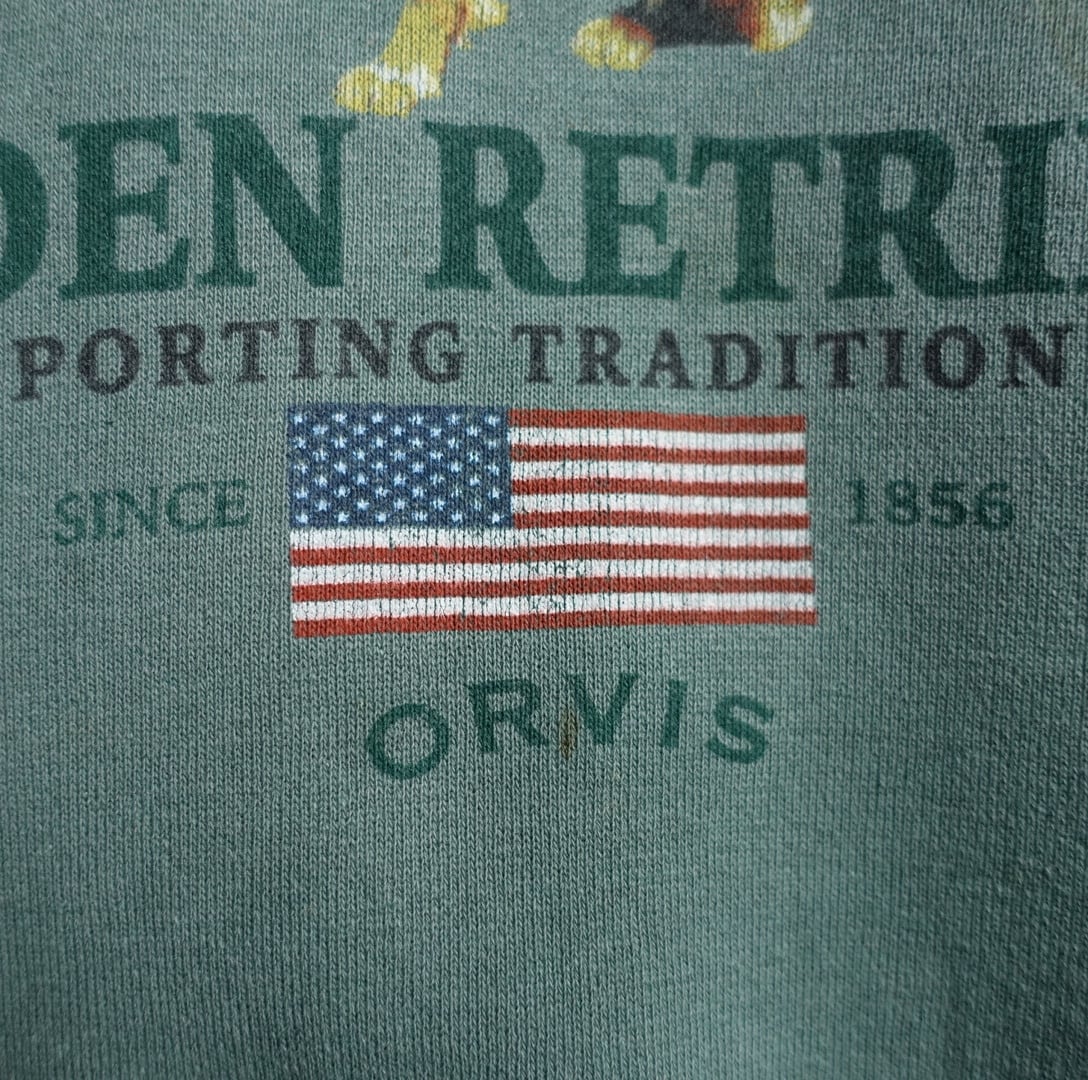 DEN RETRI
PORTING TRADITION
SINCE 1856
ORVIS